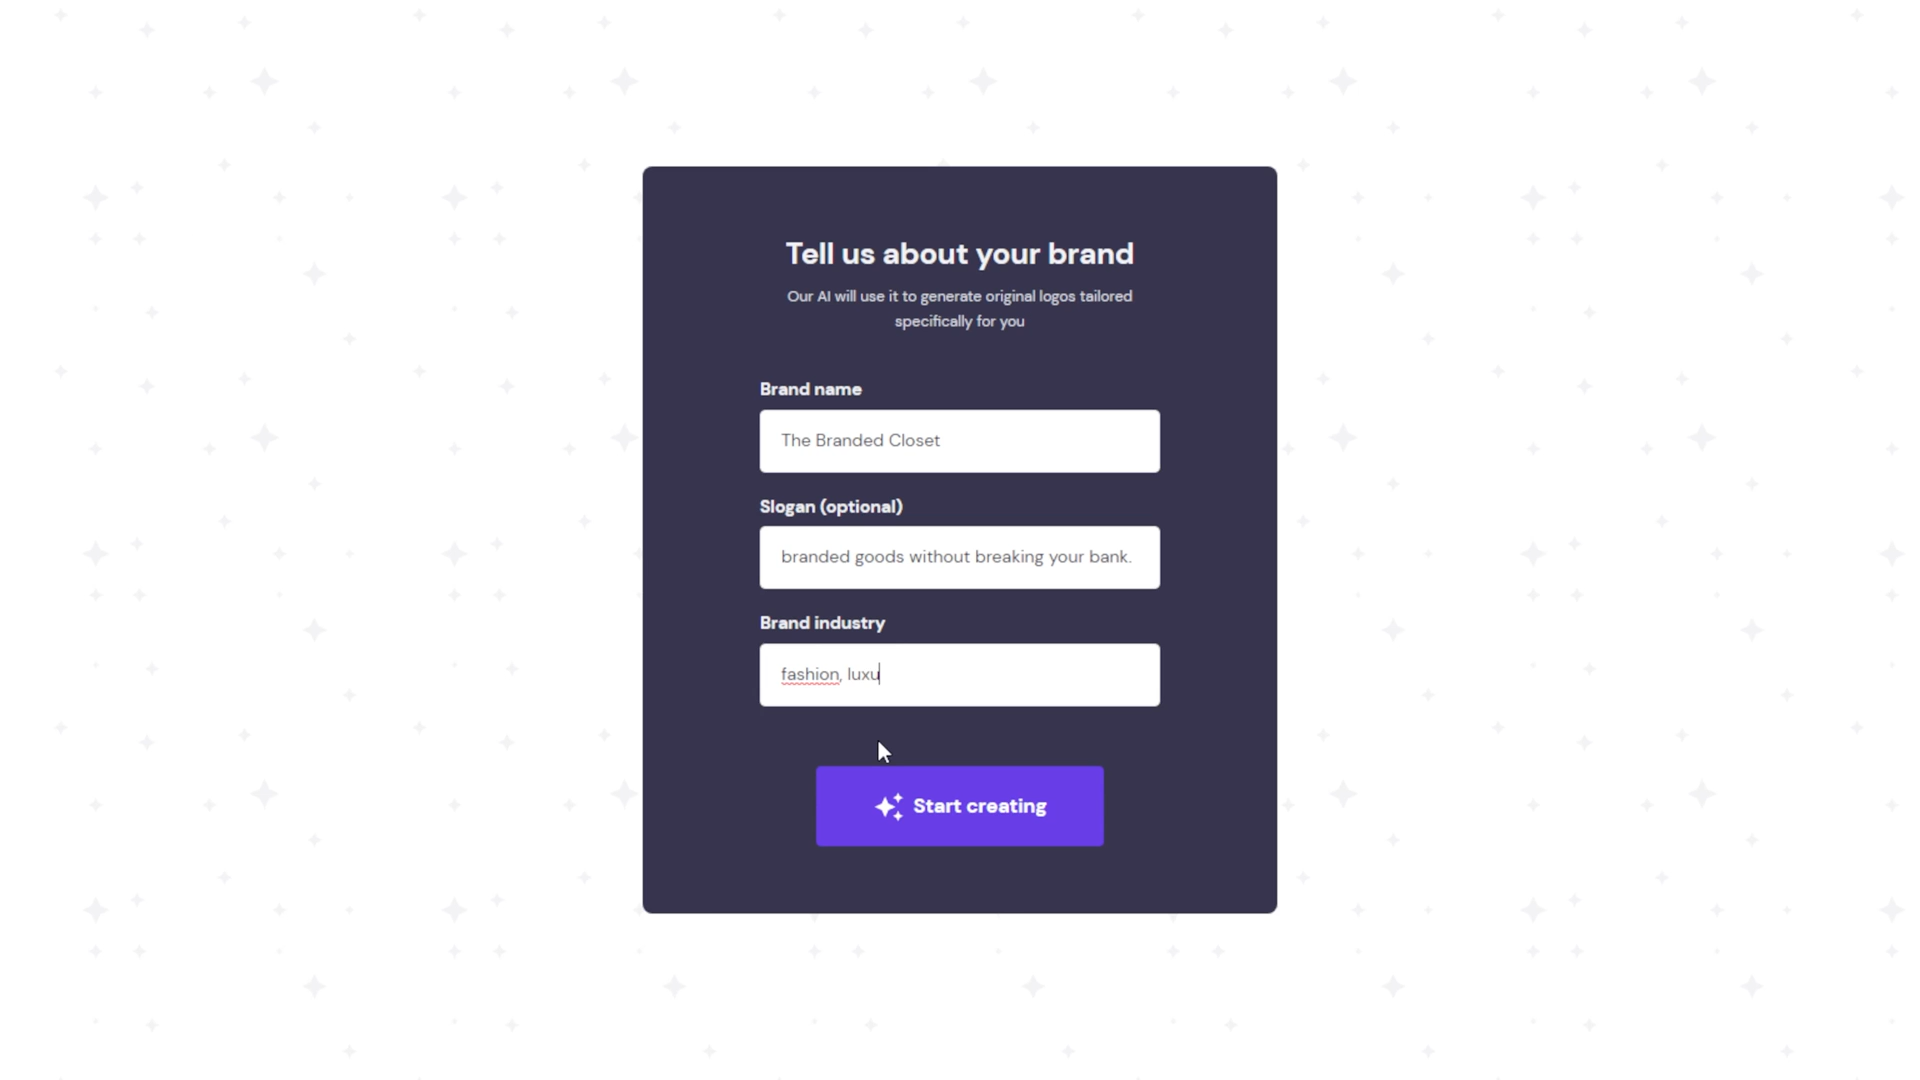 Tell us about your brand
Our AI will use it to generate original logos tailored
specifically for you
Brand name
The Branded Closet
Slogan (optional)
branded goods without breaking your bank.
Brand industry
fashion, luxu
Start creating